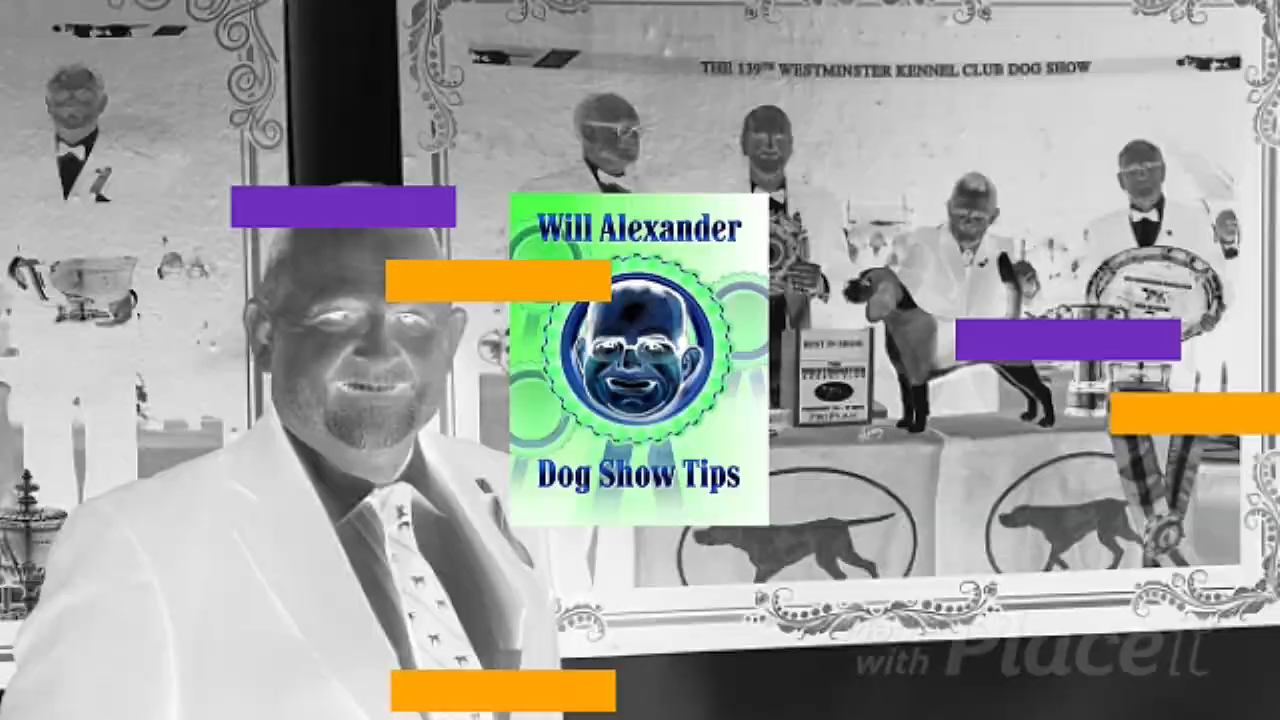 THE 139TH WESTMINSTER KENNEL CLUB DOG SHOW
Will Alexander
BEST IN SHOW
Dog Show Tips
with Placeit